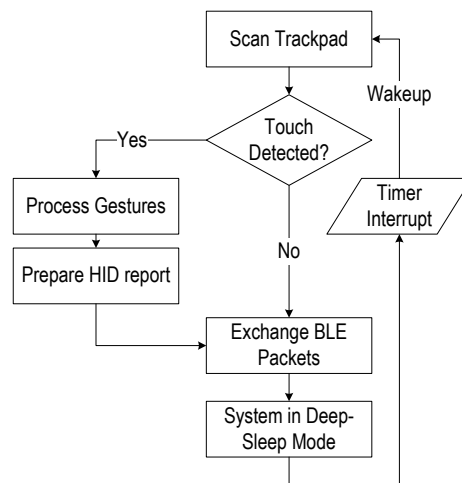 Scan Trackpad
Wakeup
Touch
Detected?
Yes
Process Gestures
Timer
Interrupt
No
Prepare HID report
Exchange BLE
Packets
System in Deep-
Sleep Mode